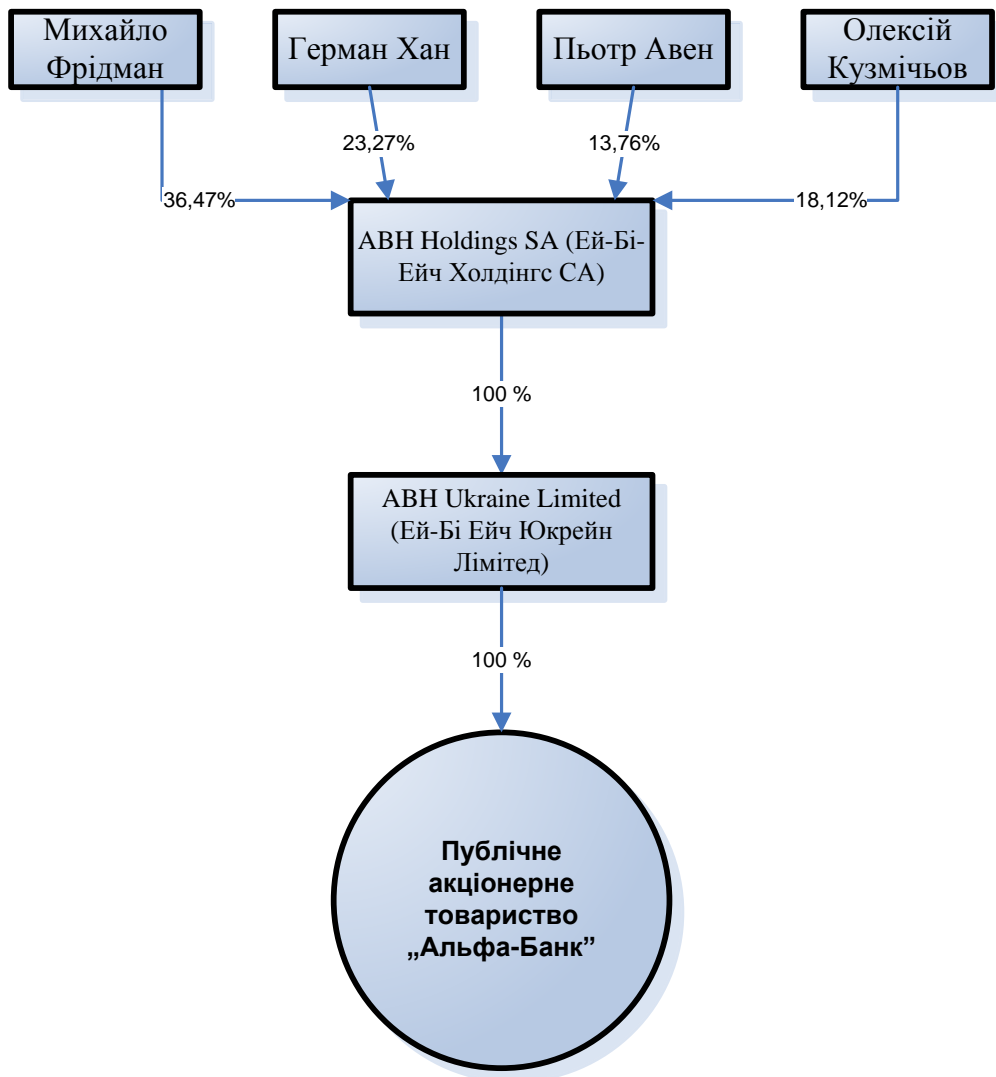 Михайло
Фрідман
Герман Хан
Пьотр Авен
Олексій
Кузмічьов
23,27%
13,76%
36,47%
18,12%
ABH Holdings SA (Ей-Бі-
Ейч Холдінгс СА)
100 %
ABH Ukraine Limited
(Ей-Бі Ейч Юкрейн
Лімітед)
100 %
Публічне
акціонерне
товариство
„Альфа-Банк”